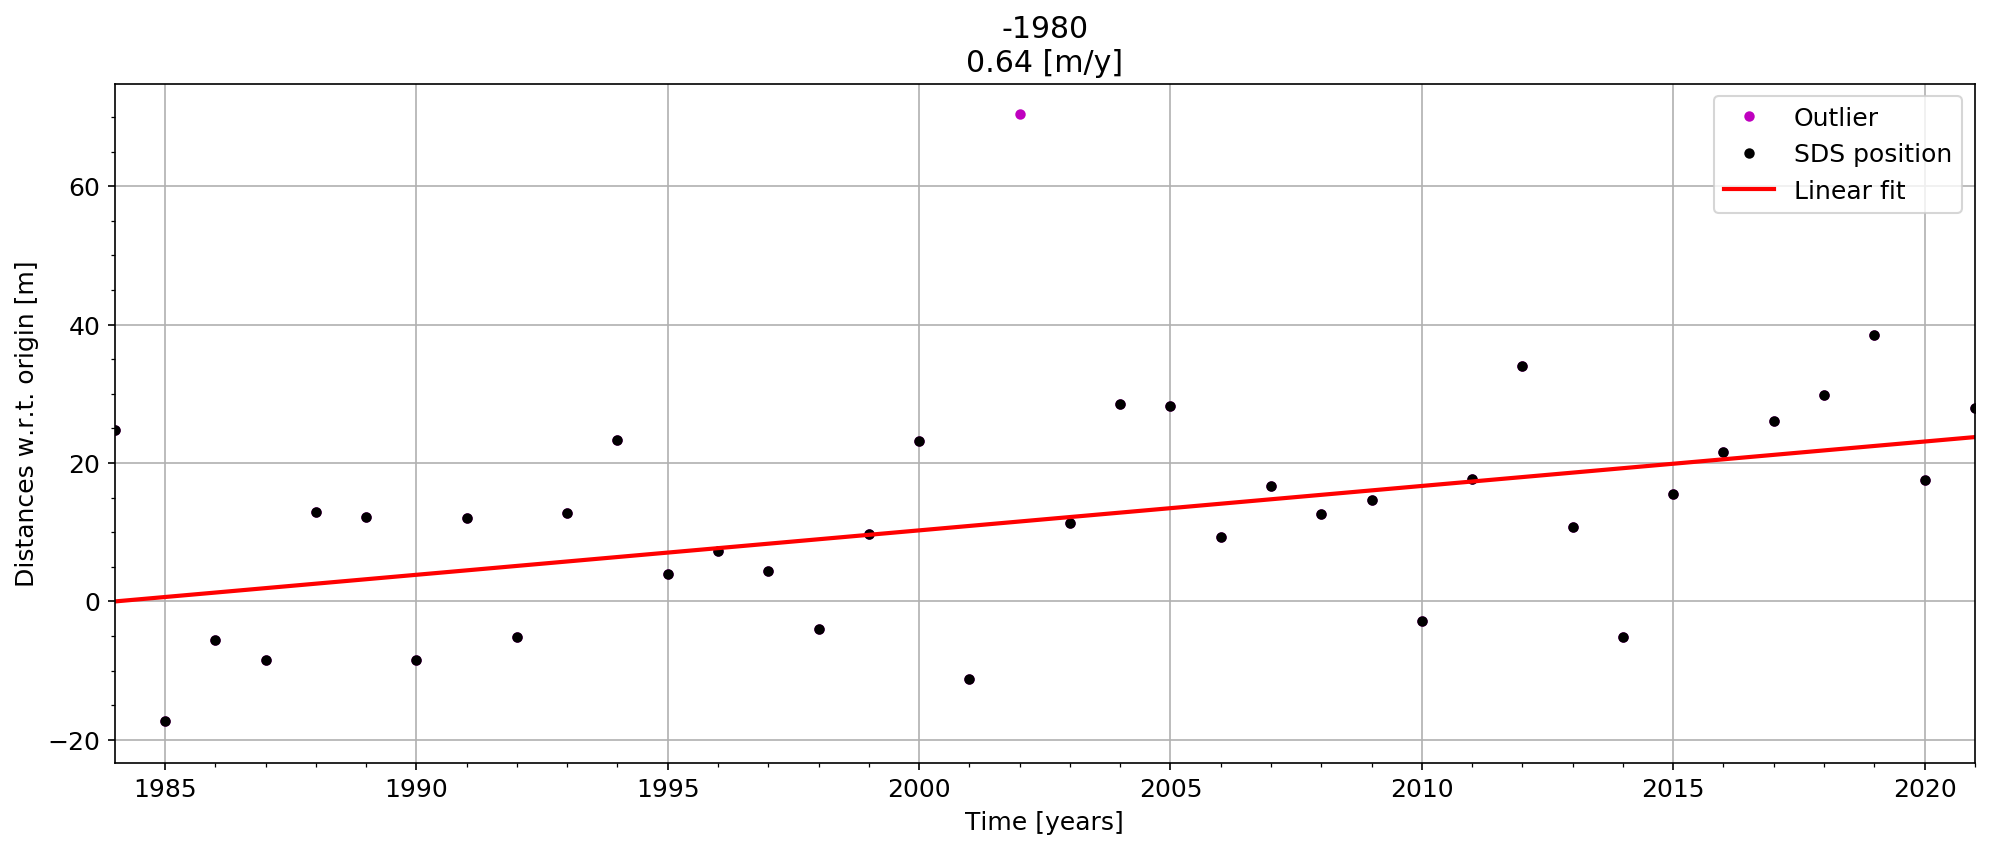 -1980
0.64 [m/y]
Outlier
SDS position
Linear fit
Distances w.r.t. origin [m]
60
40
20
0
−20
1985 1990 1995 2000 2005 2010 2015 2020
Time [years]